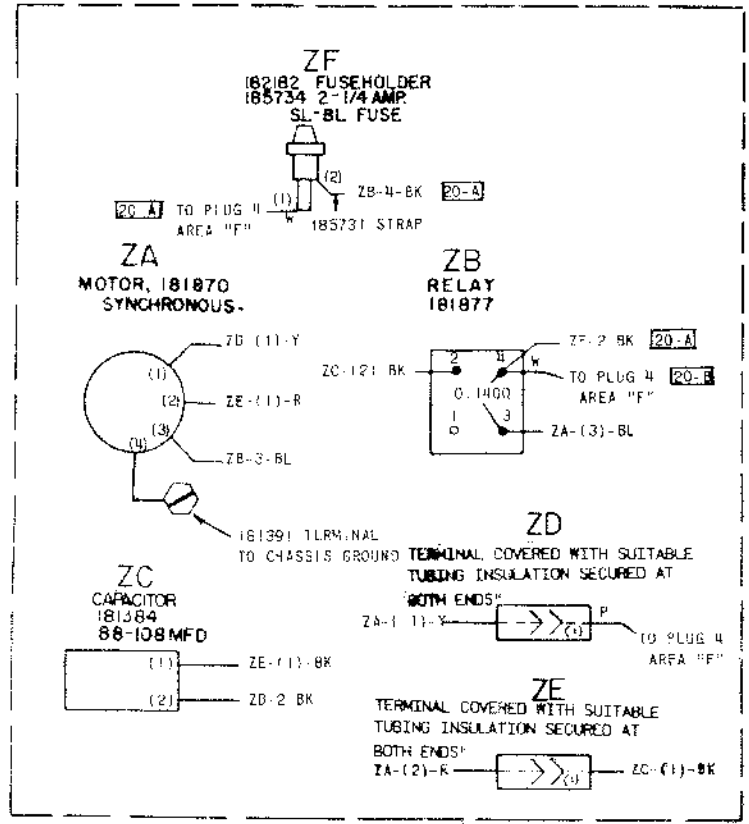 ZF
182182 FUSEHOLDER
185734 2-1/4 AMP.
SL-BL FUSE
(2)
ZB-4-BK 20-A
(1)
20-A TO PLUG 4
AREA "F"
W
185731 STRAP
ZA
MOTOR, 181870
SYNCHRONOUS.
ZD-(1)-Y
(1)
(2) ZE-(1)-R
(3)
(4)
ZB-3-BL
181391 TERMINAL
TO CHASSIS GROUND
ZB
RELAY
181877
ZF-2 BK 20-A
2 4
W
ZC-(2) BK
TO PLUG 4 20-B
AREA "F"
0.140Ω
1 3
ZA-(3)-BL
ZC
CAPACITOR
181384
88-108MFD
(1) ZE-(1)-BK
(2) ZB-2 BK
ZD
TERMINAL COVERED WITH SUITABLE
TUBING INSULATION SECURED AT
"BOTH ENDS"
ZA-(1)-Y
(1)
P
TO PLUG 4
AREA "F"
ZE
TERMINAL COVERED WITH SUITABLE
TUBING INSULATION SECURED AT
BOTH ENDS"
ZA-(2)-R
(1)
ZC-(1)-BK